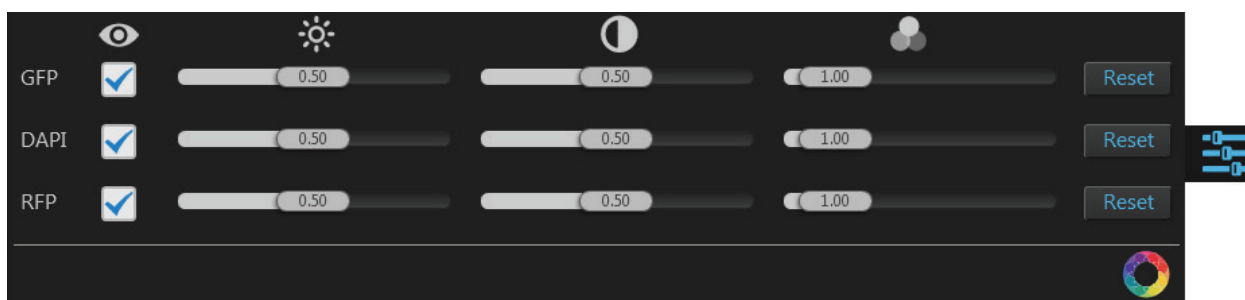 GFP 0.50 0.50 1.00 Reset
DAPI 0.50 0.50 1.00 Reset
RFP 0.50 0.50 1.00 Reset